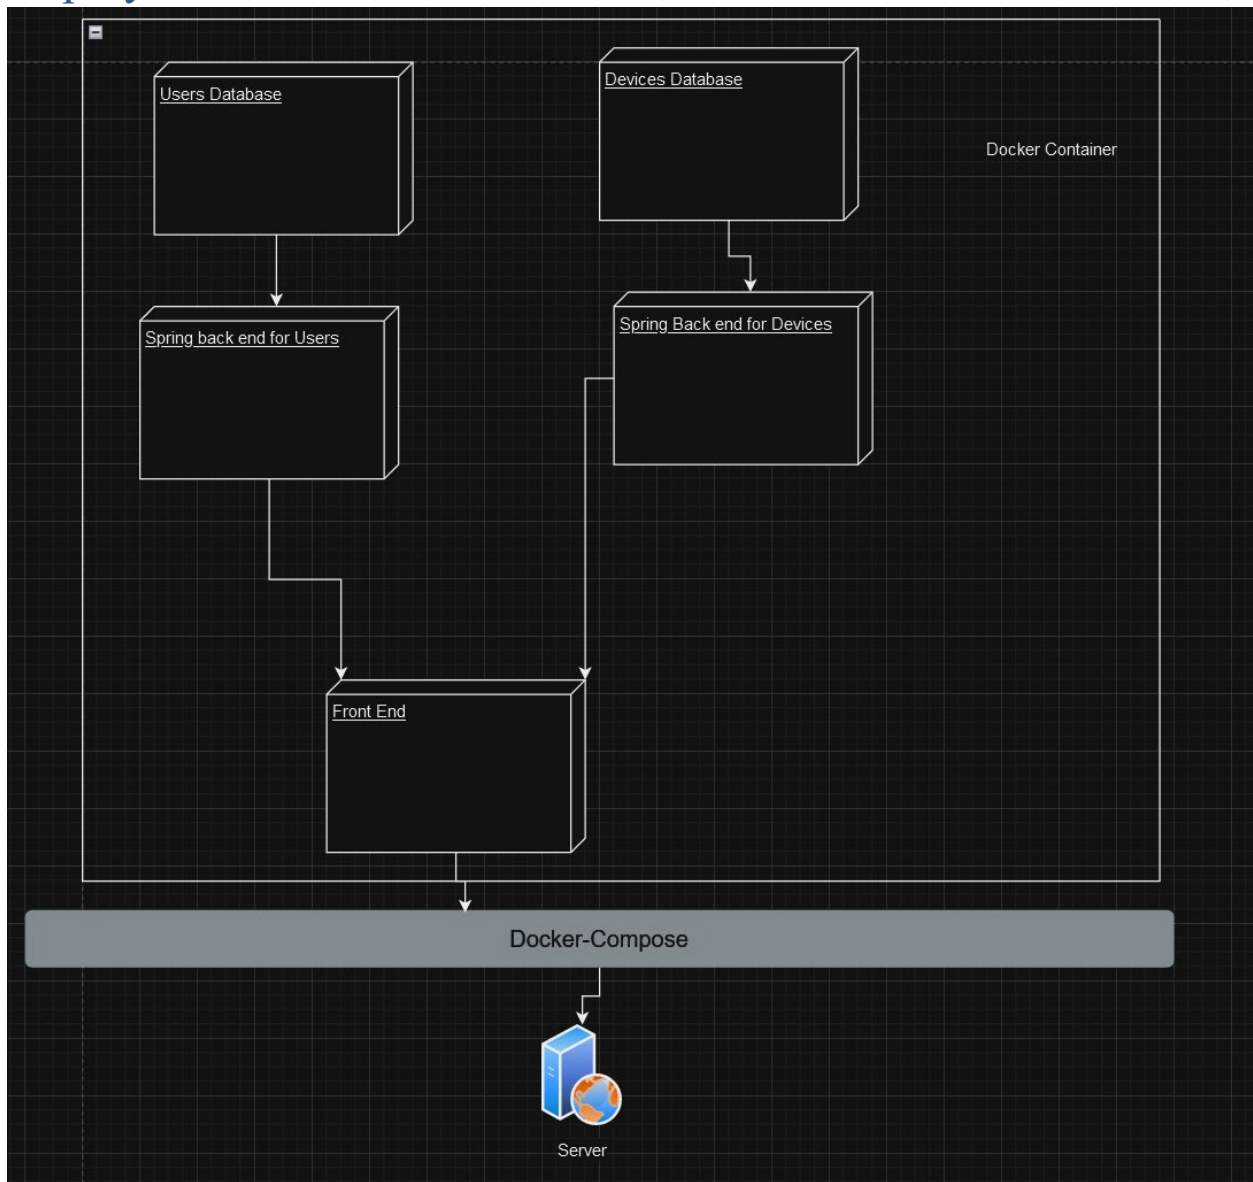 Users Database
Devices Database
Docker Container
Spring back end for Users
Spring Back end for Devices
Front End
Docker-Compose
Server